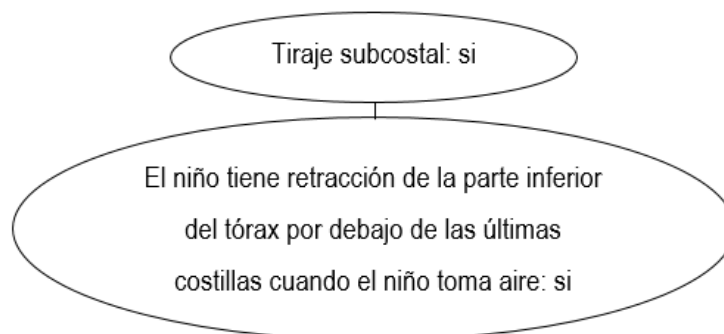 Tiraje subcostal: si
El niño tiene retracción de la parte inferior
del tórax por debajo de las últimas
costillas cuando el niño toma aire: si